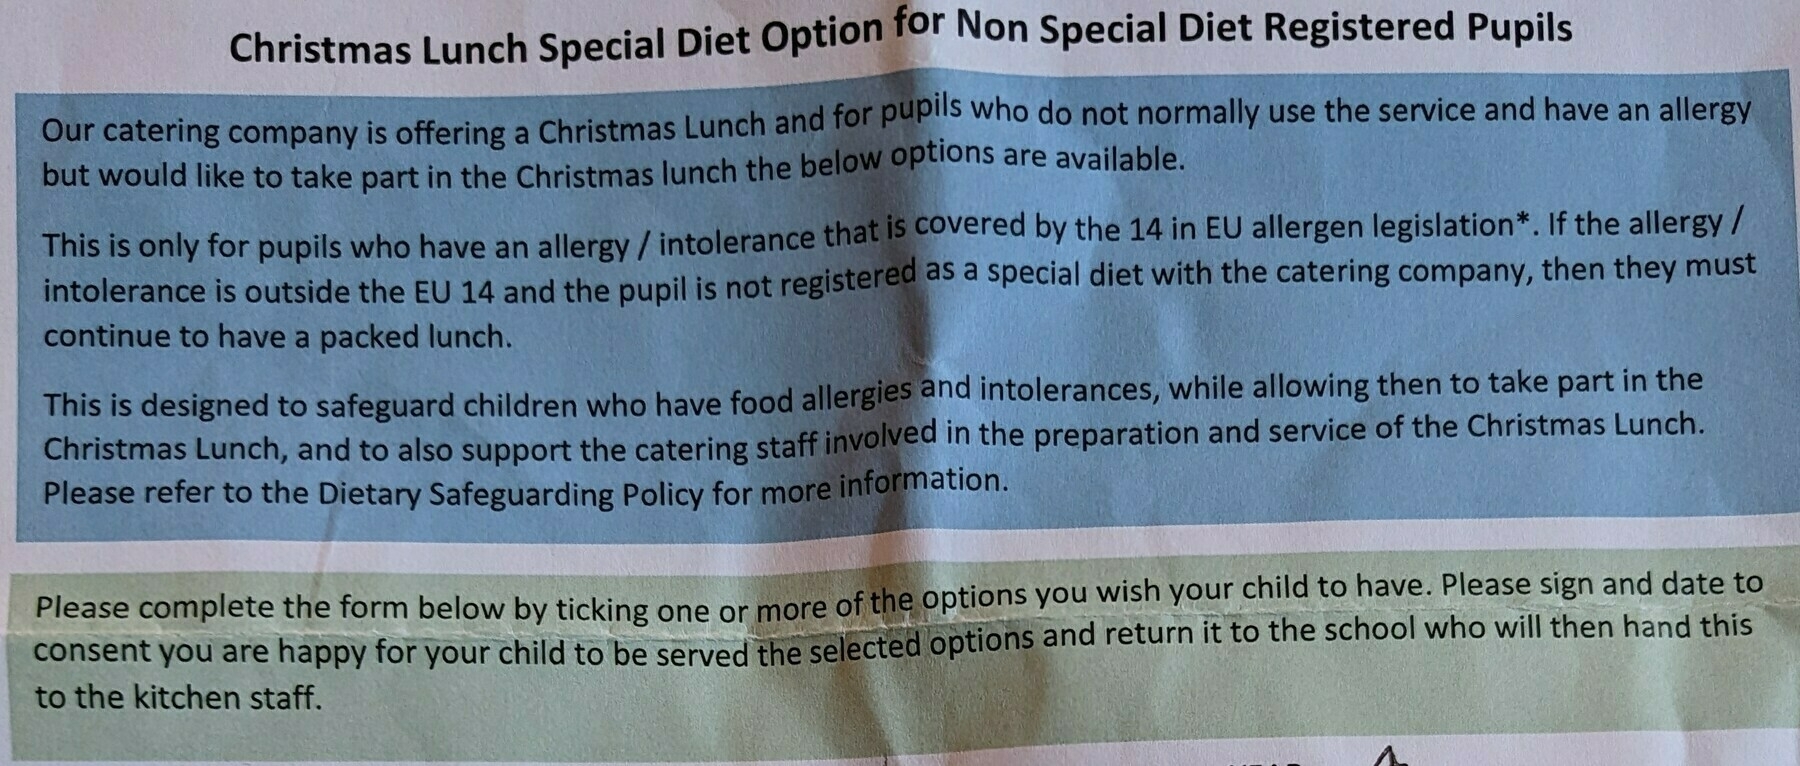 Christmas Lunch Special Diet Option for Non Special Diet Registered Pupils
Our catering company is offering a Christmas Lunch and for pupils who do not normally use the service and have an allergy
but would like to take part in the Christmas lunch the below options are available.
This is only for pupils who have an allergy / intolerance that is covered by the 14 in EU allergen legislation*. If the allergy /
intolerance is outside the EU 14 and the pupil is not registered as a special diet with the catering company, then they must
continue to have a packed lunch.
This is designed to safeguard children who have food allergies and intolerances, while allowing then to take part in the
Christmas Lunch, and to also support the catering staff involved in the preparation and service of the Christmas Lunch.
Please refer to the Dietary Safeguarding Policy for more information.
Please complete the form below by ticking one or more of the options you wish your child to have. Please sign and date to
consent you are happy for your child to be served the selected options and return it to the school who will then hand this
to the kitchen staff.